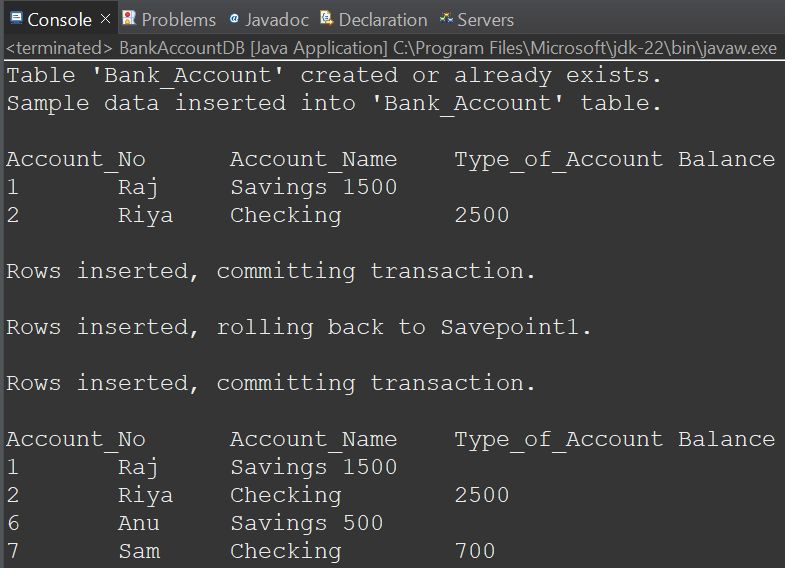 Console Problems Javadoc Declaration Servers
<terminated> BankAccountDB [Java Application] C:\Program Files\Microsoft\jdk-22\bin\javaw.exe
Table 'Bank_Account' created or already exists.
Sample data inserted into 'Bank_Account' table.
Account_No Account_Name Type_of_Account Balance
1 Raj Savings 1500
2 Riya Checking 2500
Rows inserted, committing transaction.
Rows inserted, rolling back to Savepoint1.
Rows inserted, committing transaction.
Account_No Account_Name Type_of_Account Balance
1 Raj Savings 1500
2 Riya Checking 2500
6 Anu Savings 500
7 Sam Checking 700